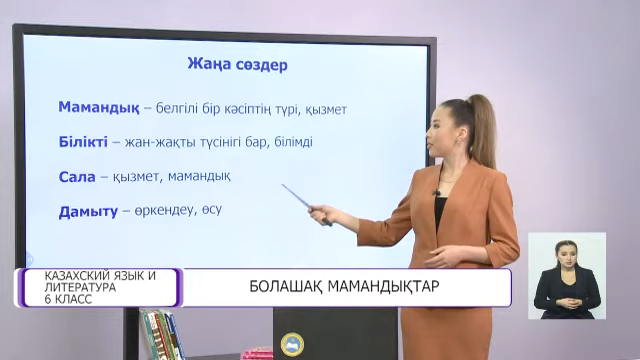 Жаңа сөздер
Мамандық – белгілі бір кәсіптің түрі, қызмет
Білікті – жан-жақты түсінігі бар, білімді
Сала – қызмет, мамандық
Дамыту – өркендеу, өсу
КАЗАХСКИЙ ЯЗЫК И
ЛИТЕРАТУРА
6 КЛАСС
БОЛАШАҚ МАМАНДЫҚТАР